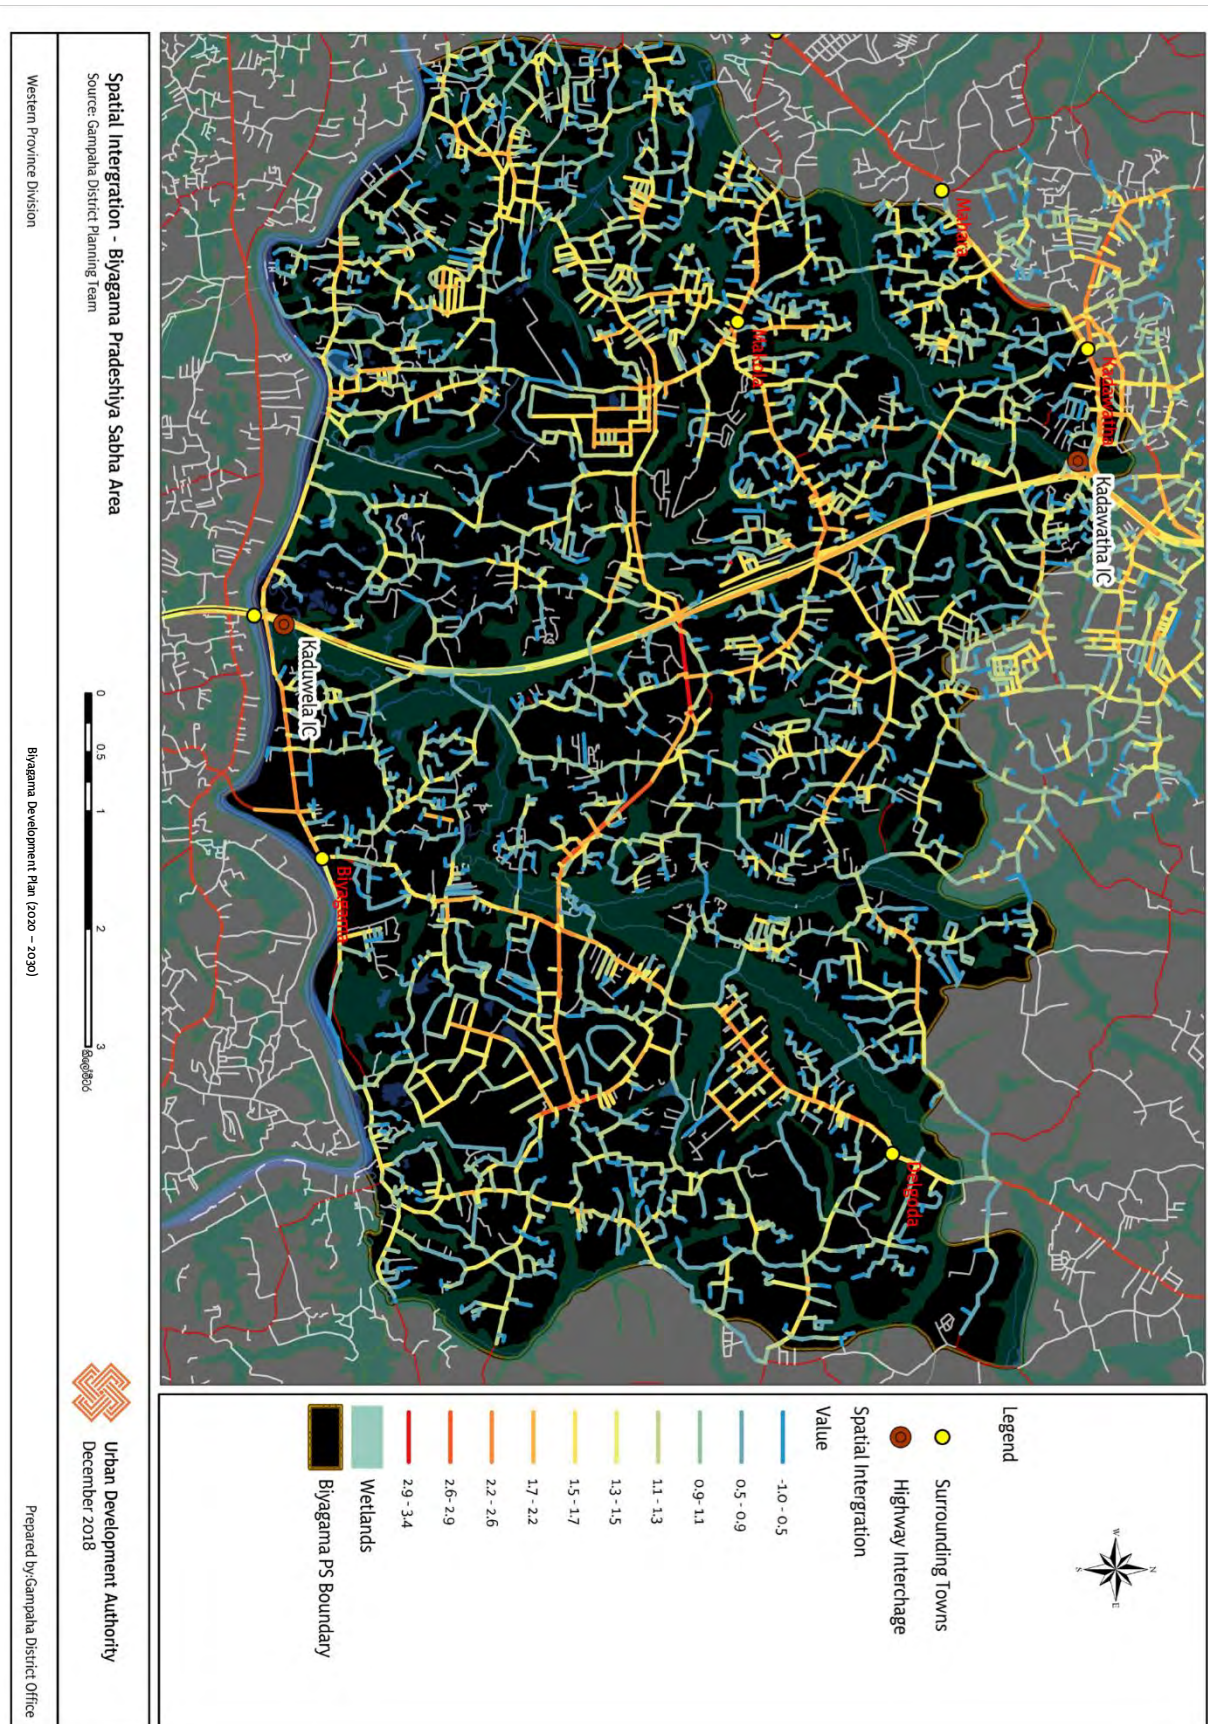 Mahara
Kadawatha
Kadawatha IC
Makola
Kaduwela IC
Biyagama
Delgoda
Legend
Surrounding Towns
Highway Interchage
Spatial Intergration
Value
-1.0 - 0.5
0.5 - 0.9
0.9- 1.1
1.1 - 1.3
1.3 - 1.5
1.5 - 1.7
1.7 - 2.2
2.2 - 2.6
2.6- 2.9
2.9 - 3.4
Wetlands
Biyagama PS Boundary
N
E
S
W
Spatial Intergration - Biyagama Pradeshiya Sabha Area
Source: Gampaha District Planning Team
0 0.5 1 2 3
Urban Development Authority
December 2018
Western Province Division
Biyagama Development Plan (2020 – 2030)
Prepared by:Gampaha District Office